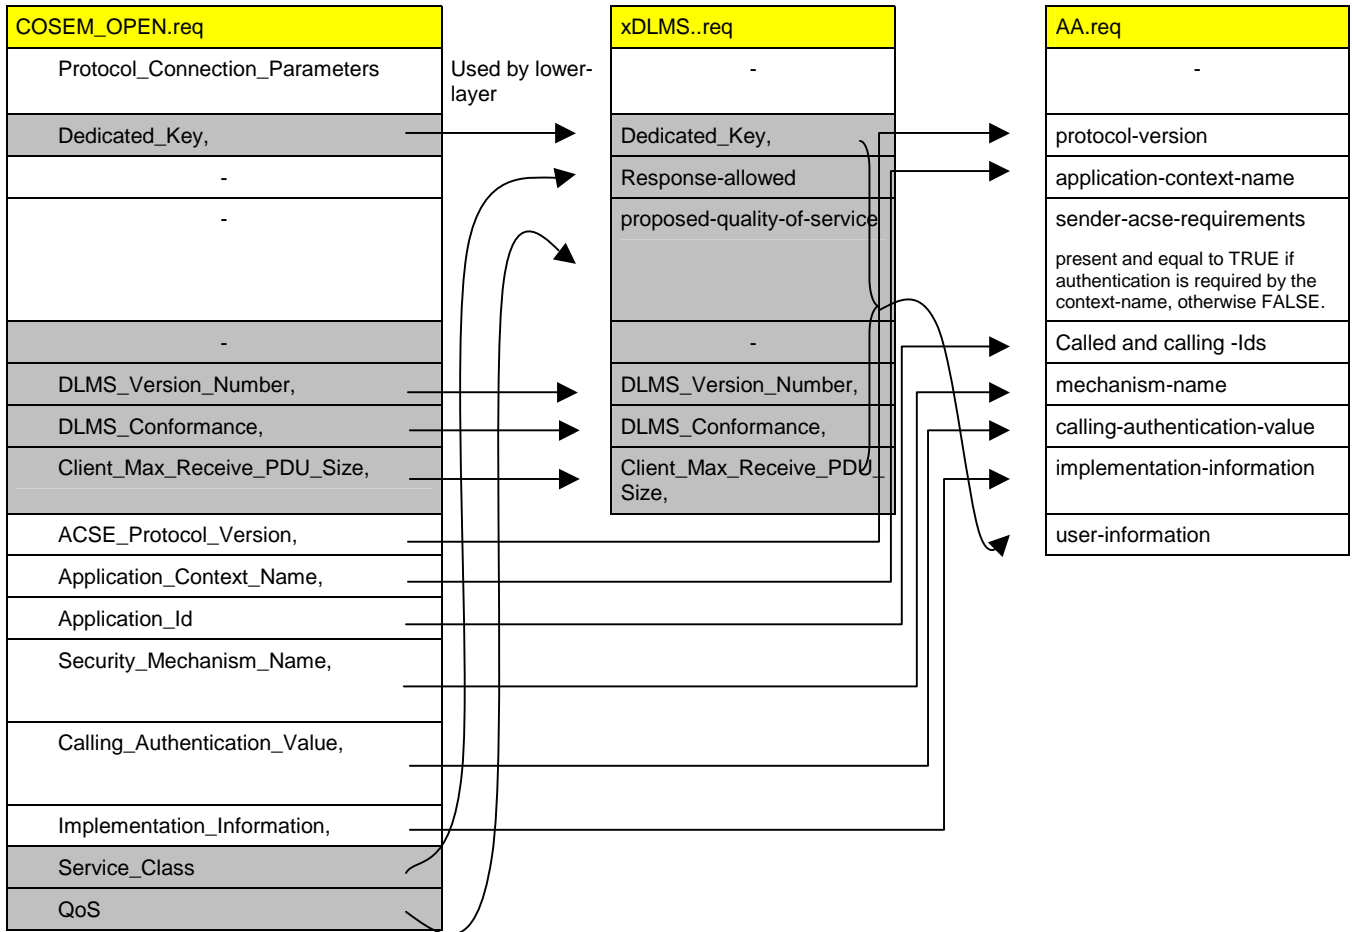 COSEM_OPEN.req
Protocol_Connection_Parameters
Dedicated_Key,
-
-
-
DLMS_Version_Number,
DLMS_Conformance,
Client_Max_Receive_PDU_Size,
ACSE_Protocol_Version,
Application_Context_Name,
Application_Id
Security_Mechanism_Name,
Calling_Authentication_Value,
Implementation_Information,
Service_Class
QoS
Used by lower-
layer
xDLMS..req
-
Dedicated_Key,
Response-allowed
proposed-quality-of-service
-
DLMS_Version_Number,
DLMS_Conformance,
Client_Max_Receive_PDU_
Size,
AA.req
-
protocol-version
application-context-name
sender-acse-requirements
present and equal to TRUE if
authentication is required by the
context-name, otherwise FALSE.
Called and calling -Ids
mechanism-name
calling-authentication-value
implementation-information
user-information